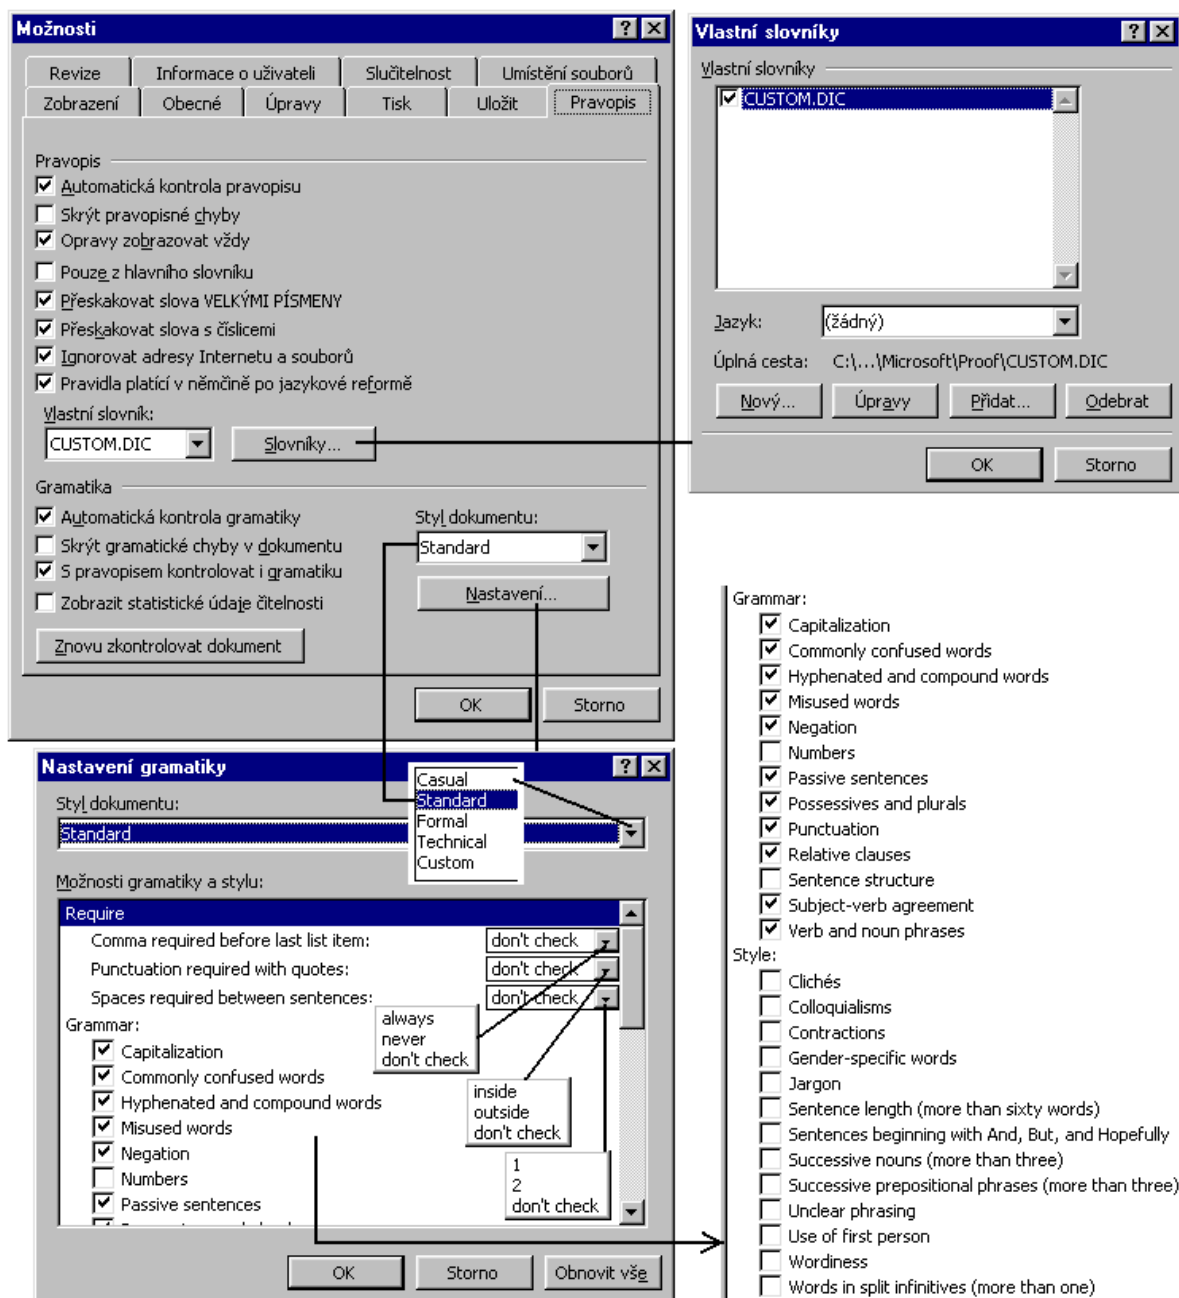 Možnosti
Revize
Informace o uživateli
Slučitelnost
Umístění souborů
Zobrazení
Obecné
Úpravy
Tisk
Uložit
Pravopis
Pravopis
Automatická kontrola pravopisu
Skrýt pravopisné chyby
Opravy zobrazovat vždy
Pouze z hlavního slovníku
Přeskakovat slova VELKÝMI PÍSMENY
Přeskakovat slova s číslicemi
Ignorovat adresy Internetu a souborů
Pravidla platící v němčině po jazykové reformě
Vlastní slovník:
CUSTOM.DIC
Slovníky...
Gramatika
Automatická kontrola gramatiky
Skrýt gramatické chyby v dokumentu
S pravopisem kontrolovat i gramatiku
Zobrazit statistické údaje čitelnosti
Styl dokumentu:
Standard
Nastavení...
Znovu zkontrolovat dokument
OK
Storno
Vlastní slovníky
Vlastní slovníky
CUSTOM.DIC
Jazyk:
(žádný)
Úplná cesta: C:\...\Microsoft\Proof\CUSTOM.DIC
Nový...
Úpravy
Přidat...
Odebrat
OK
Storno
Nastavení gramatiky
Styl dokumentu:
Standard
Casual
Standard
Formal
Technical
Custom
Možnosti gramatiky a stylu:
Require
Comma required before last list item: don't check
Punctuation required with quotes: don't check
Spaces required between sentences: don't check
always
never
don't check
inside
outside
don't check
1
2
don't check
Grammar:
Capitalization
Commonly confused words
Hyphenated and compound words
Misused words
Negation
Numbers
Passive sentences
OK
Storno
Obnovit vše
Grammar:
Capitalization
Commonly confused words
Hyphenated and compound words
Misused words
Negation
Numbers
Passive sentences
Possessives and plurals
Punctuation
Relative clauses
Sentence structure
Subject-verb agreement
Verb and noun phrases
Style:
Clichés
Colloquialisms
Contractions
Gender-specific words
Jargon
Sentence length (more than sixty words)
Sentences beginning with And, But, and Hopefully
Successive nouns (more than three)
Successive prepositional phrases (more than three)
Unclear phrasing
Use of first person
Wordiness
Words in split infinitives (more than one)